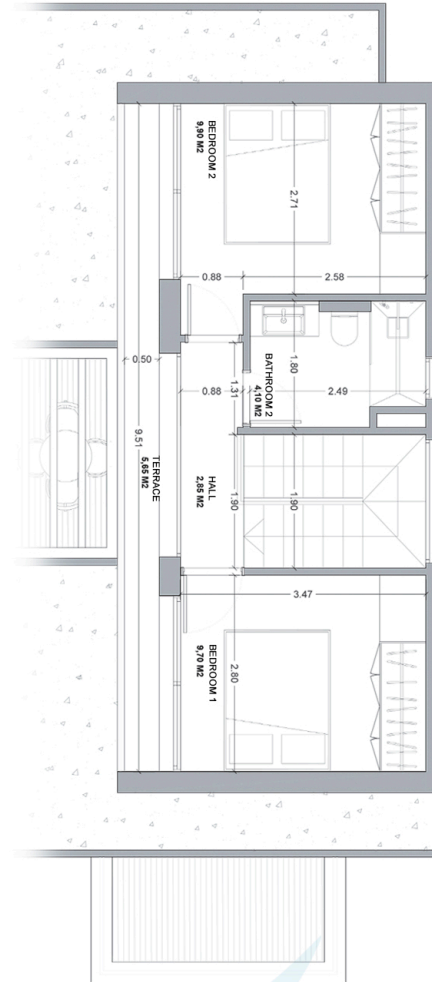 BEDROOM 2
9,90 M2
2.71
0.88
2.58
BATHROOM 2
4,10 M2
1.80
0.50
0.88
1.31
2.49
9.51
TERRACE
5,65 M2
HALL
2,85 M2
1.90
1.90
3.47
BEDROOM 1
9,70 M2
2.80